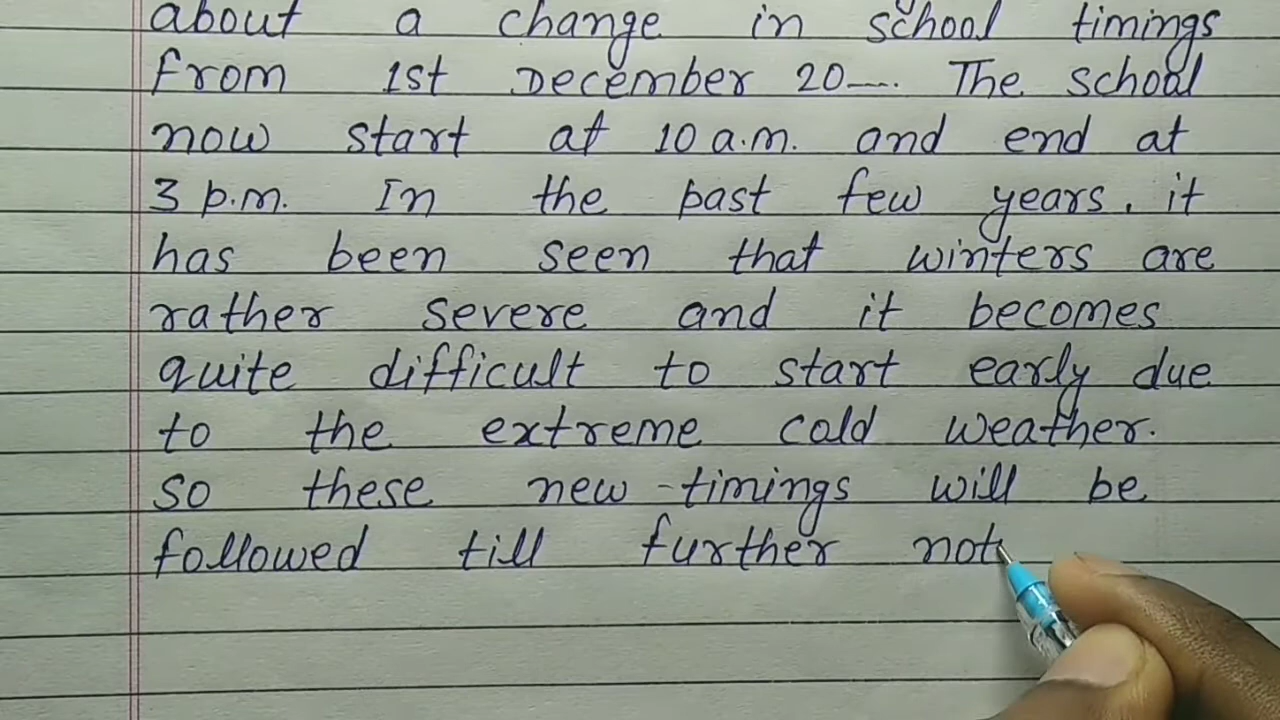 about a change in school timings
from 1st December 20—. The school
now start at 10 a.m. and end at
3 p.m. In the past few years, it
has been seen that winters are
rather severe and it becomes
quite difficult to start early due
to the extreme cold weather.
so these new timings will be
followed till further not